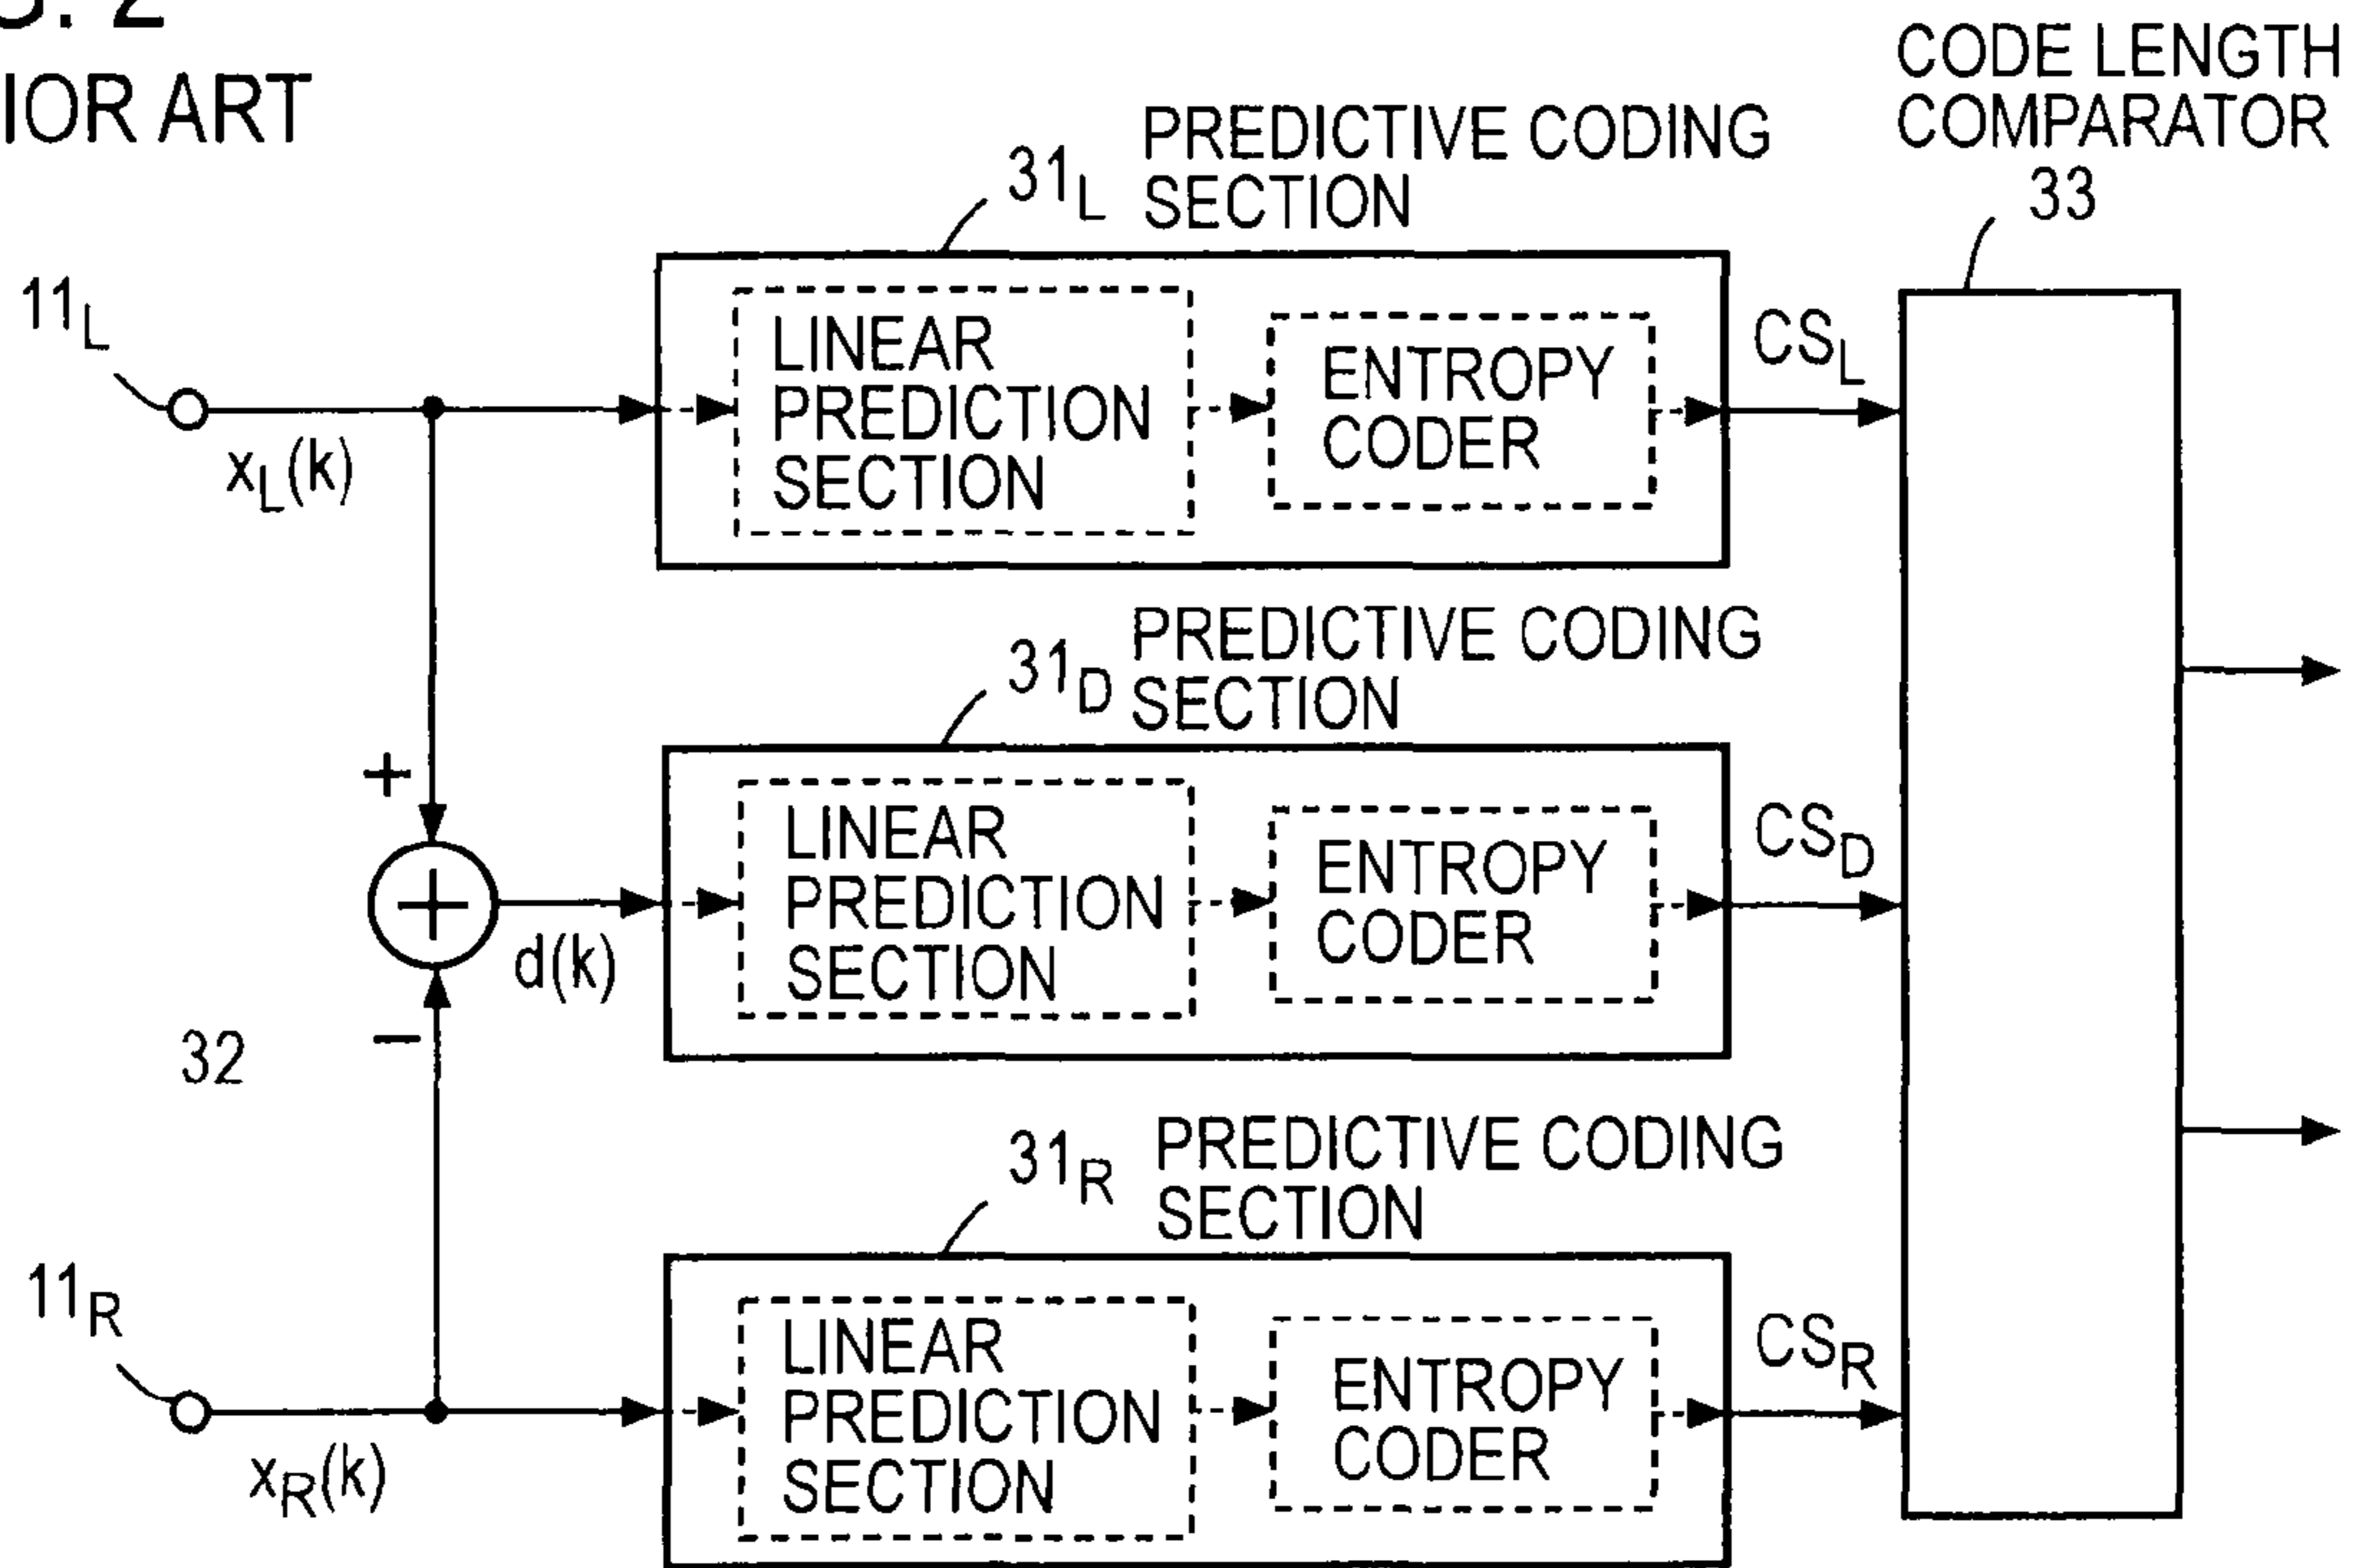 G. 2
IOR ART
CODE LENGTH
COMPARATOR
33
31L PREDICTIVE CODING
SECTION
11L
LINEAR
PREDICTION
SECTION
ENTROPY
CODER
CSL
xL(k)
31D PREDICTIVE CODING
SECTION
+
LINEAR
PREDICTION
SECTION
ENTROPY
CODER
CSD
d(k)
−
32
31R PREDICTIVE CODING
SECTION
11R
LINEAR
PREDICTION
SECTION
ENTROPY
CODER
CSR
xR(k)